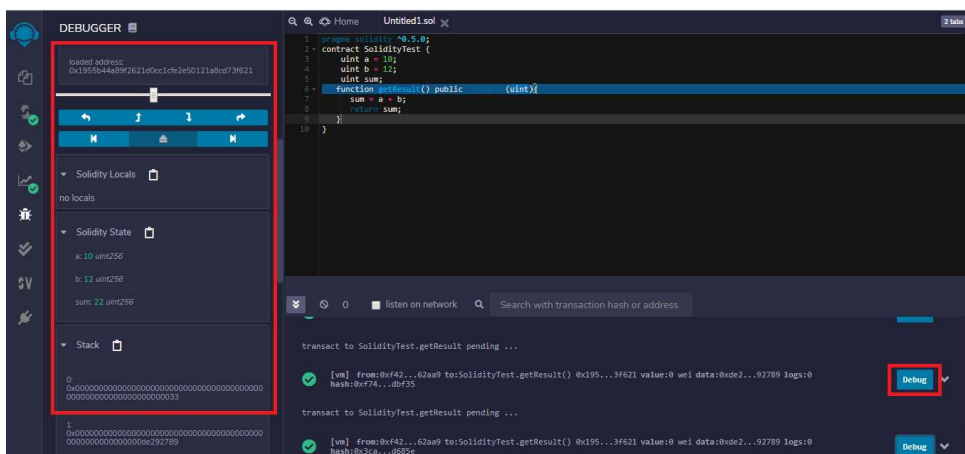 DEBUGGER
loaded address:
0x1955b44a89f2621d0cc1cfe2e50121a8cd73f621
Solidity Locals
no locals
Solidity State
a: 10 uint256
b: 12 uint256
sum: 22 uint256
Stack
0:
0x00000000000000000000000000000000000000
00000000000000000000000033
1:
0x00000000000000000000000000000000000000
000000000000000000de292789
Home
Untitled1.sol
2 tabs
1 pragma solidity ^0.5.0;
2 contract SolidityTest {
3 uint a = 10;
4 uint b = 12;
5 uint sum;
6 function getResult() public returns (uint){
7 sum = a + b;
8 return sum;
9 }
10 }
0
listen on network
Search with transaction hash or address
transact to SolidityTest.getResult pending ...
[vm] from:0xf42...62aa9 to:SolidityTest.getResult() 0x195...3f621 value:0 wei data:0xde2...92789 logs:0
hash:0xf74...dbf35
Debug
transact to SolidityTest.getResult pending ...
[vm] from:0xf42...62aa9 to:SolidityTest.getResult() 0x195...3f621 value:0 wei data:0xde2...92789 logs:0
hash:0x3ca...d685e
Debug